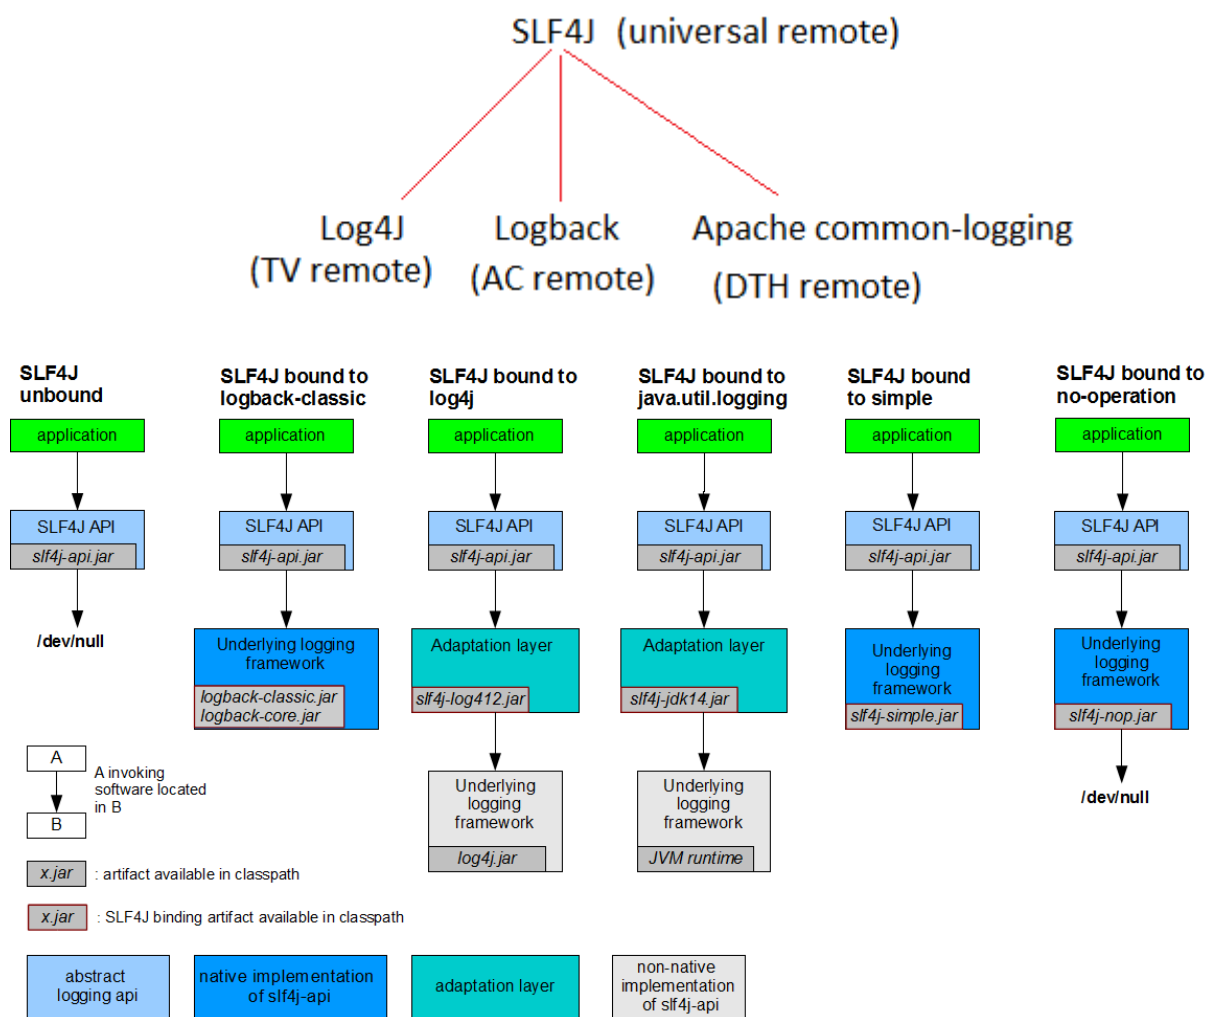 SLF4J (universal remote)
Log4J
(TV remote)
Logback
(AC remote)
Apache common-logging
(DTH remote)
SLF4J
unbound
application
SLF4J API
slf4j-api.jar
/dev/null
SLF4J bound to
logback-classic
application
SLF4J API
slf4j-api.jar
Underlying logging
framework
logback-classic.jar
logback-core.jar
SLF4J bound to
log4j
application
SLF4J API
slf4j-api.jar
Adaptation layer
slf4j-log412.jar
Underlying
logging
framework
log4j.jar
SLF4J bound to
java.util.logging
application
SLF4J API
slf4j-api.jar
Adaptation layer
slf4j-jdk14.jar
Underlying
logging
framework
JVM runtime
SLF4J bound
to simple
application
SLF4J API
slf4j-api.jar
Underlying
logging
framework
slf4j-simple.jar
SLF4J bound to
no-operation
application
SLF4J API
slf4j-api.jar
Underlying
logging
framework
slf4j-nop.jar
/dev/null
A
B
A invoking
software located
in B
x.jar : artifact available in classpath
x.jar : SLF4J binding artifact available in classpath
abstract
logging api
native implementation
of slf4j-api
adaptation layer
non-native
implementation
of slf4j-api